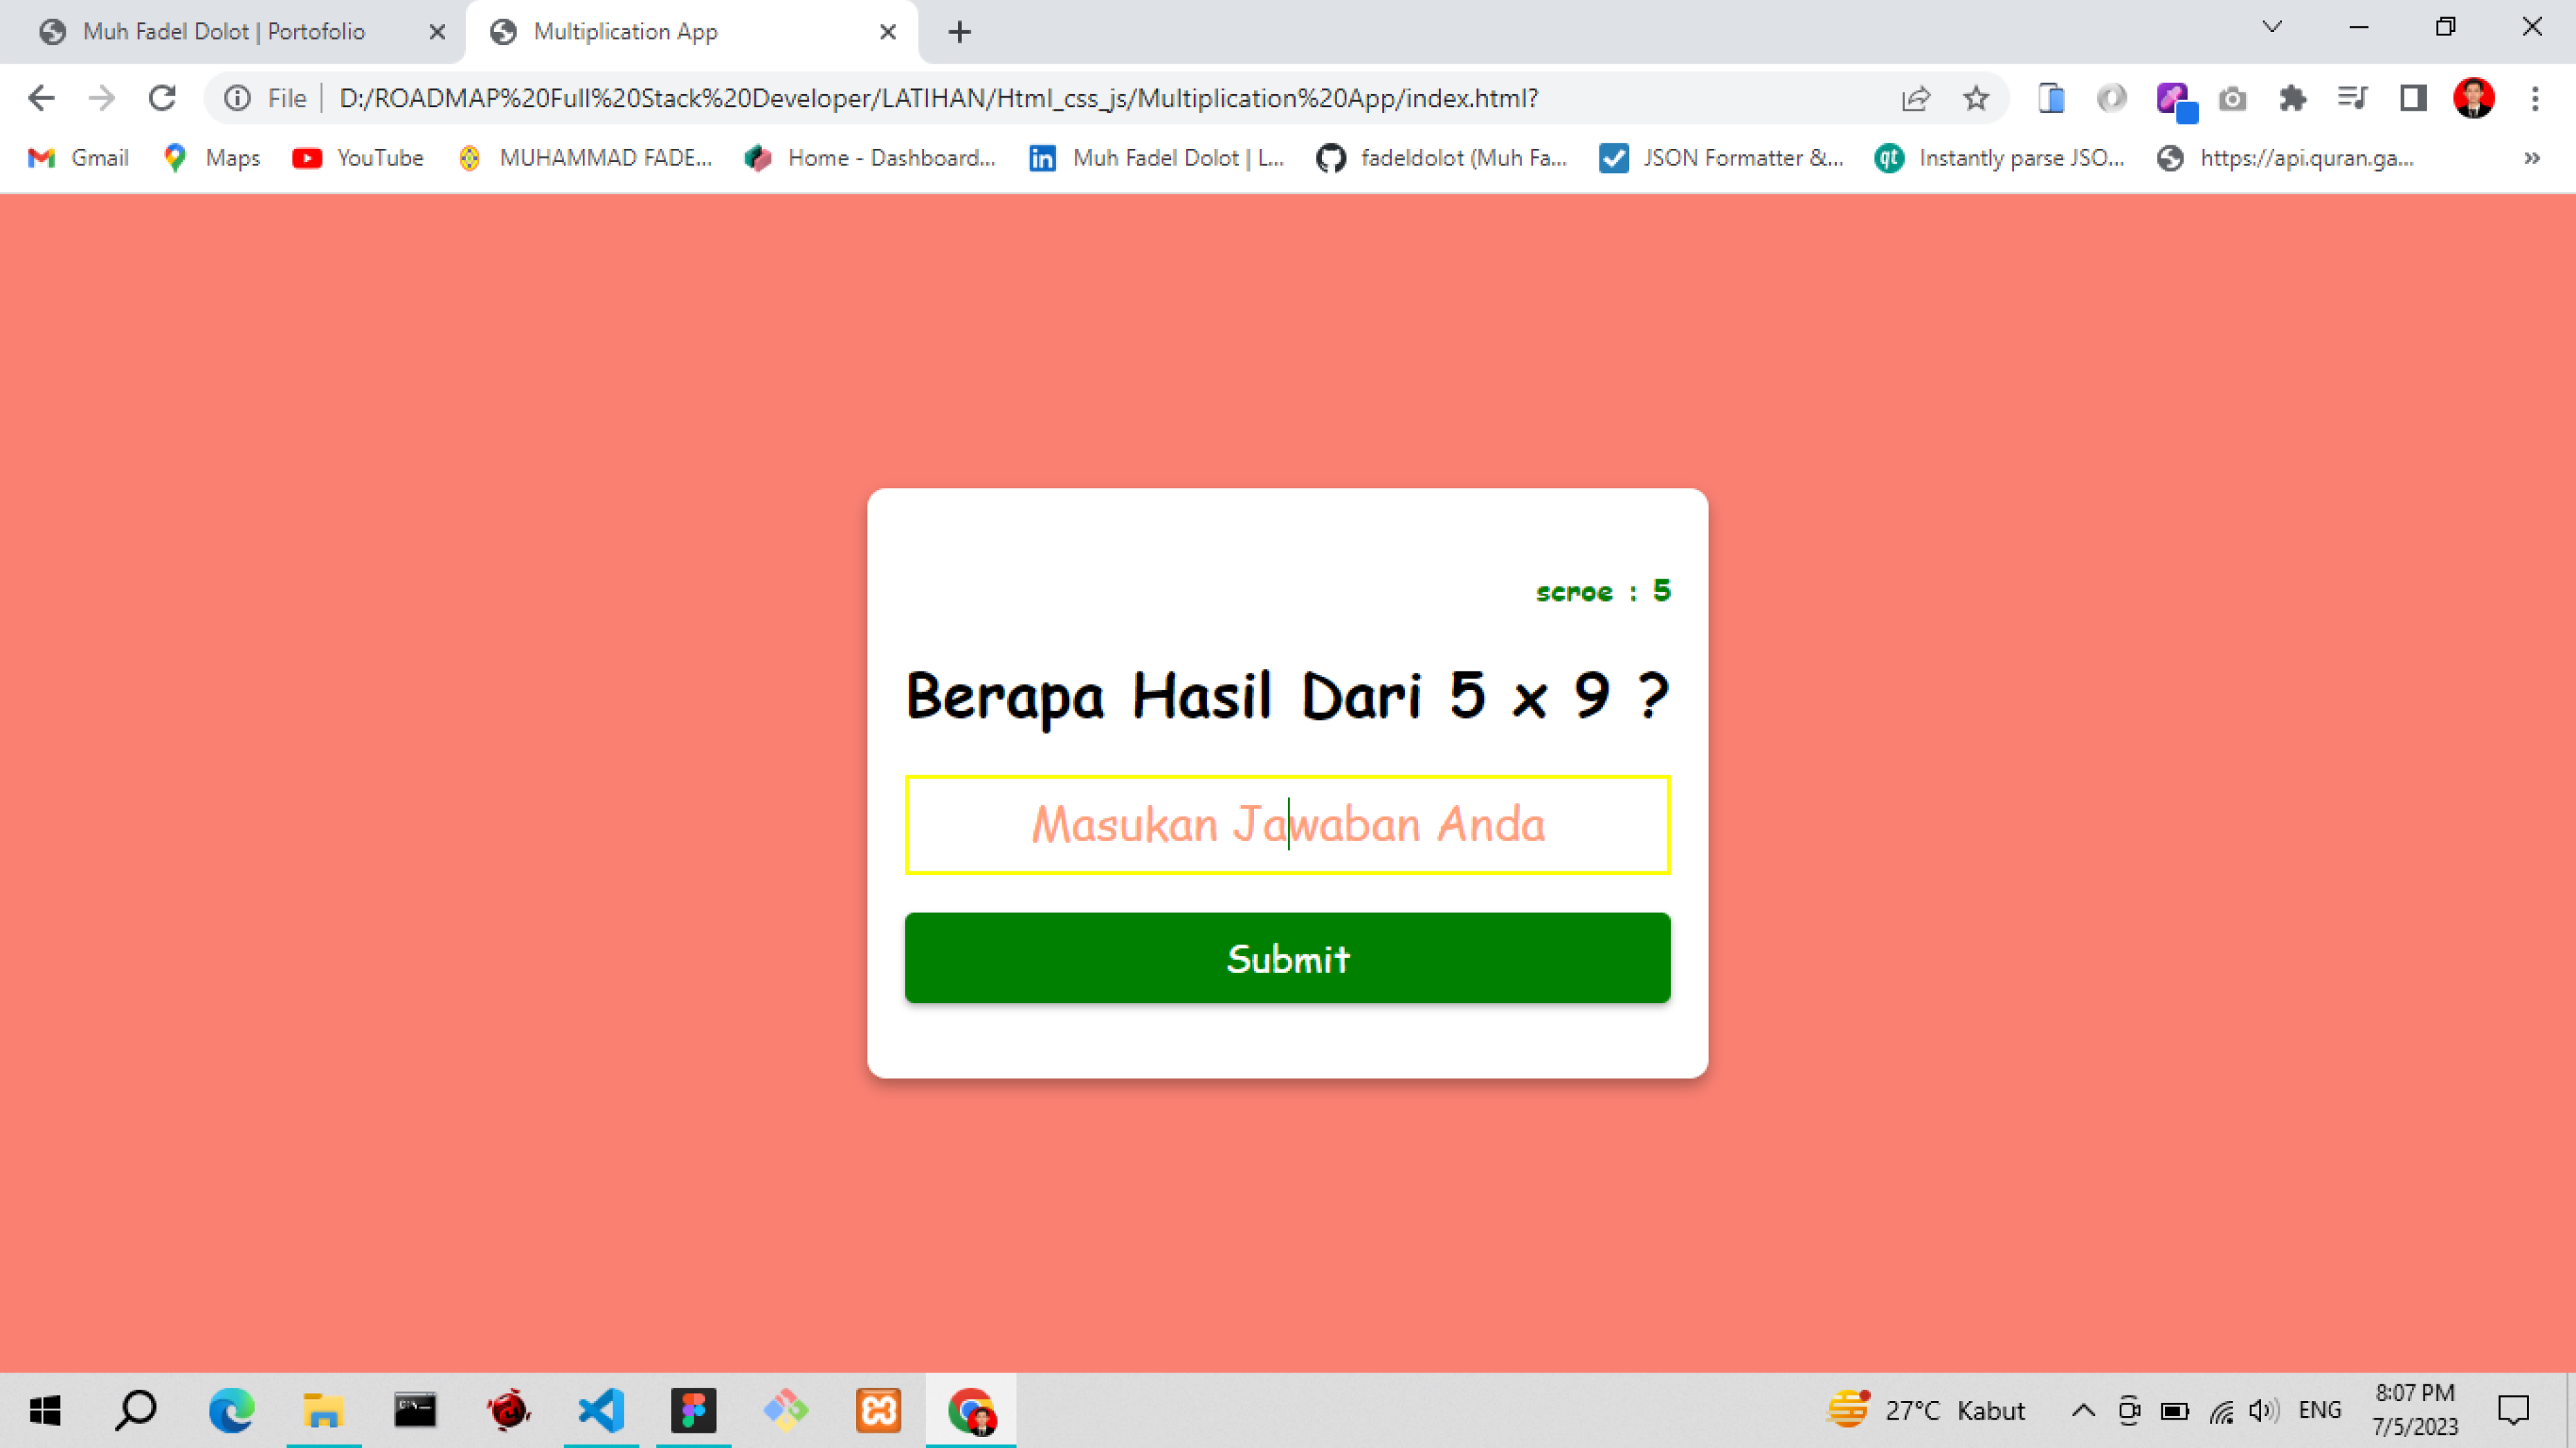 Muh Fadel Dolot | Portofolio
Multiplication App
File
D:/ROADMAP%20Full%20Stack%20Developer/LATIHAN/Html_css_js/Multiplication%20App/index.html?
Gmail
Maps
YouTube
MUHAMMAD FADE...
Home - Dashboard...
in Muh Fadel Dolot | L...
fadeldolot (Muh Fa...
JSON Formatter &...
qt Instantly parse JSO...
https://api.quran.ga...
»
scroe : 5
Berapa Hasil Dari 5 x 9 ?
Masukan Jawaban Anda
Submit
27°C Kabut
ENG
8:07 PM
7/5/2023